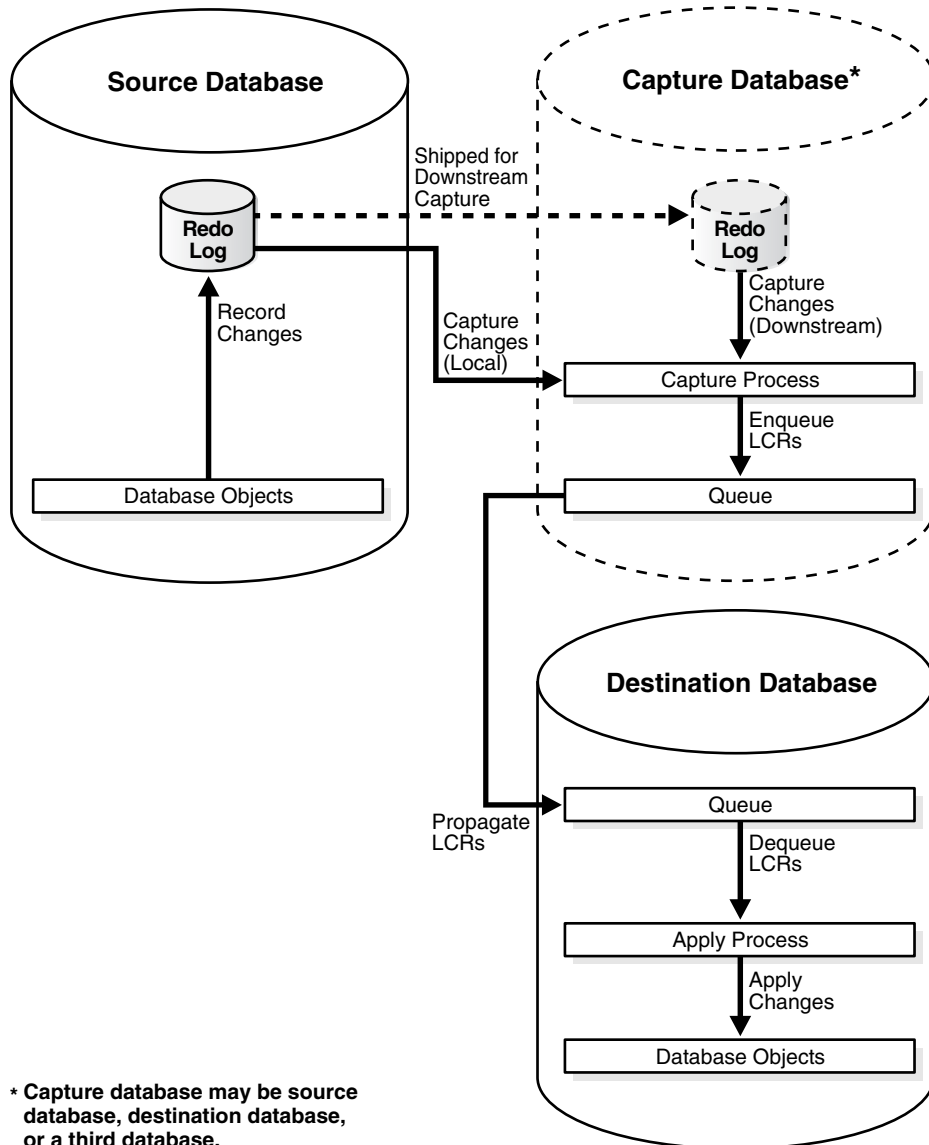 Source Database
Capture Database*
Shipped for
Downstream
Capture
Redo
Log
Redo
Log
Record
Changes
Capture
Changes
(Local)
Capture
Changes
(Downstream)
Capture Process
Enqueue
LCRs
Database Objects
Queue
Destination Database
Propagate
LCRs
Queue
Dequeue
LCRs
Apply Process
Apply
Changes
Database Objects
* Capture database may be source
database, destination database,
or a third database.